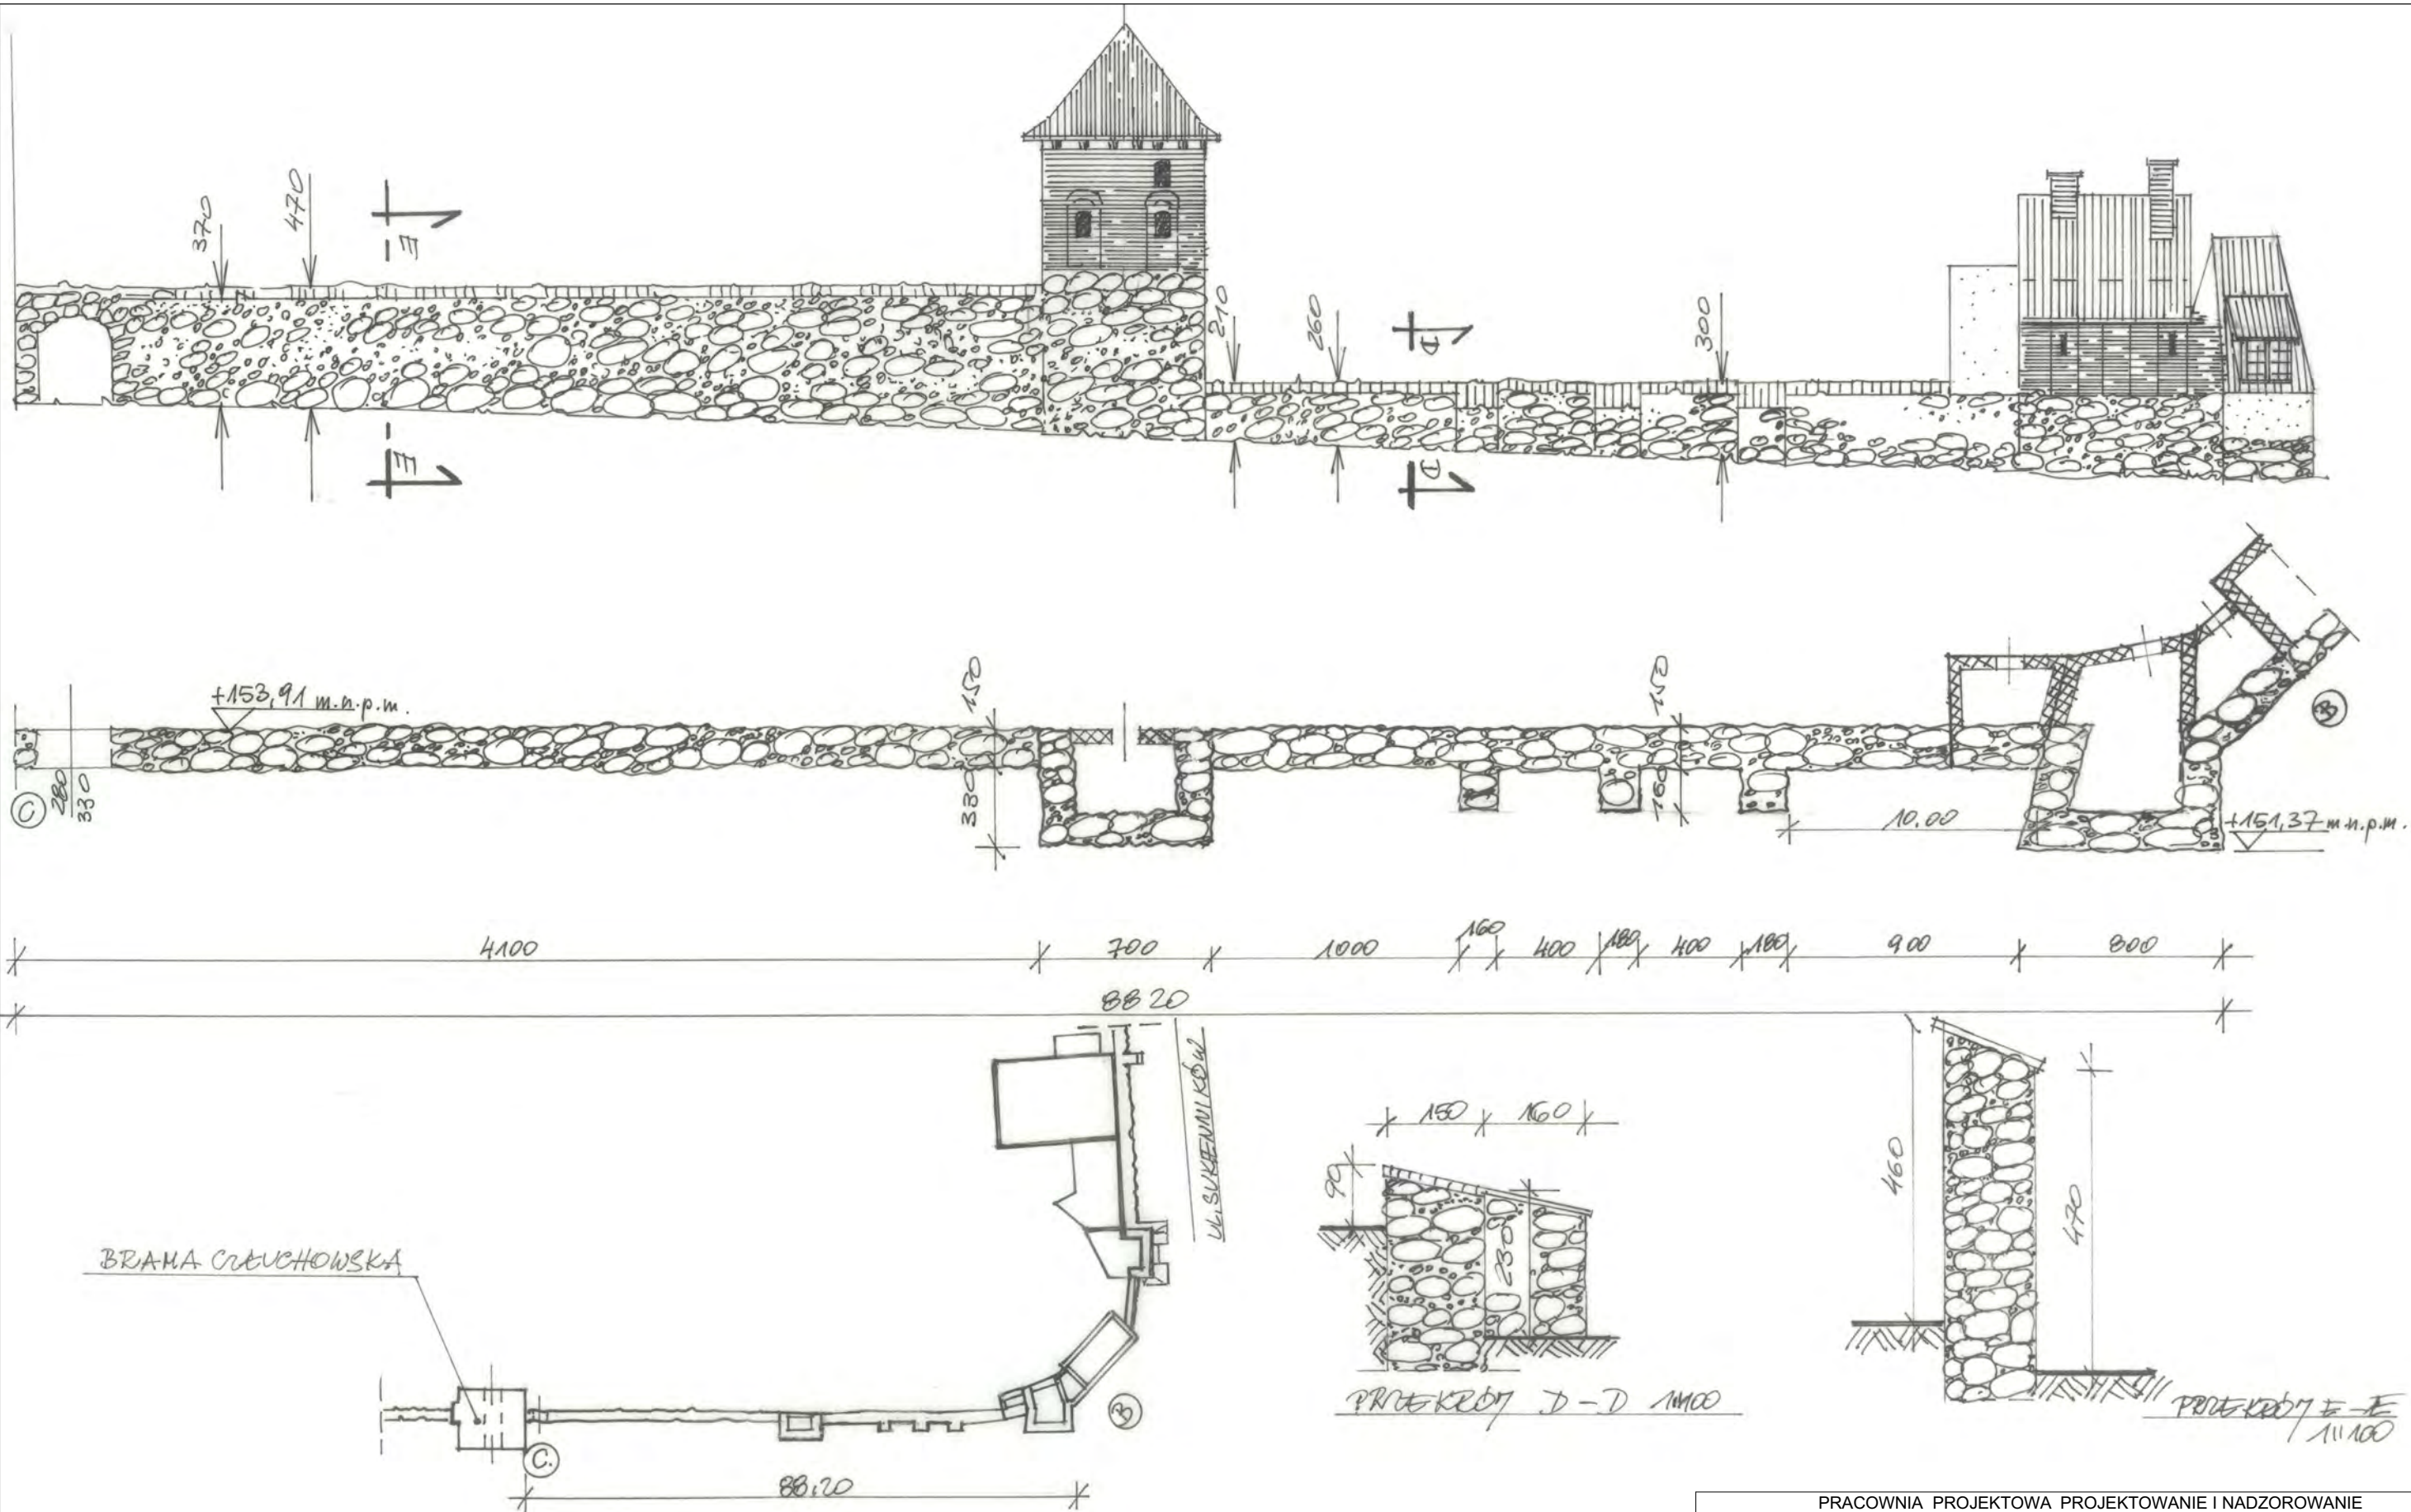 370
470
E
210
260
D
300
E
D
+153,91 m.n.p.m.
150
150
B
C
280
330
330
160
10.00
+151,37 m.n.p.m.
4100
700
1000
160
400
180
400
180
900
800
8820
UL. SUKIENNIKÓW
150
160
90
230
460
470
BRAMA CZŁUCHOWSKA
PRZEKRÓJ D-D 1:100
PRZEKRÓJ E-E
1:100
B
C.
88,20
PRACOWNIA PROJEKTOWA PROJEKTOWANIE I NADZOROWANIE